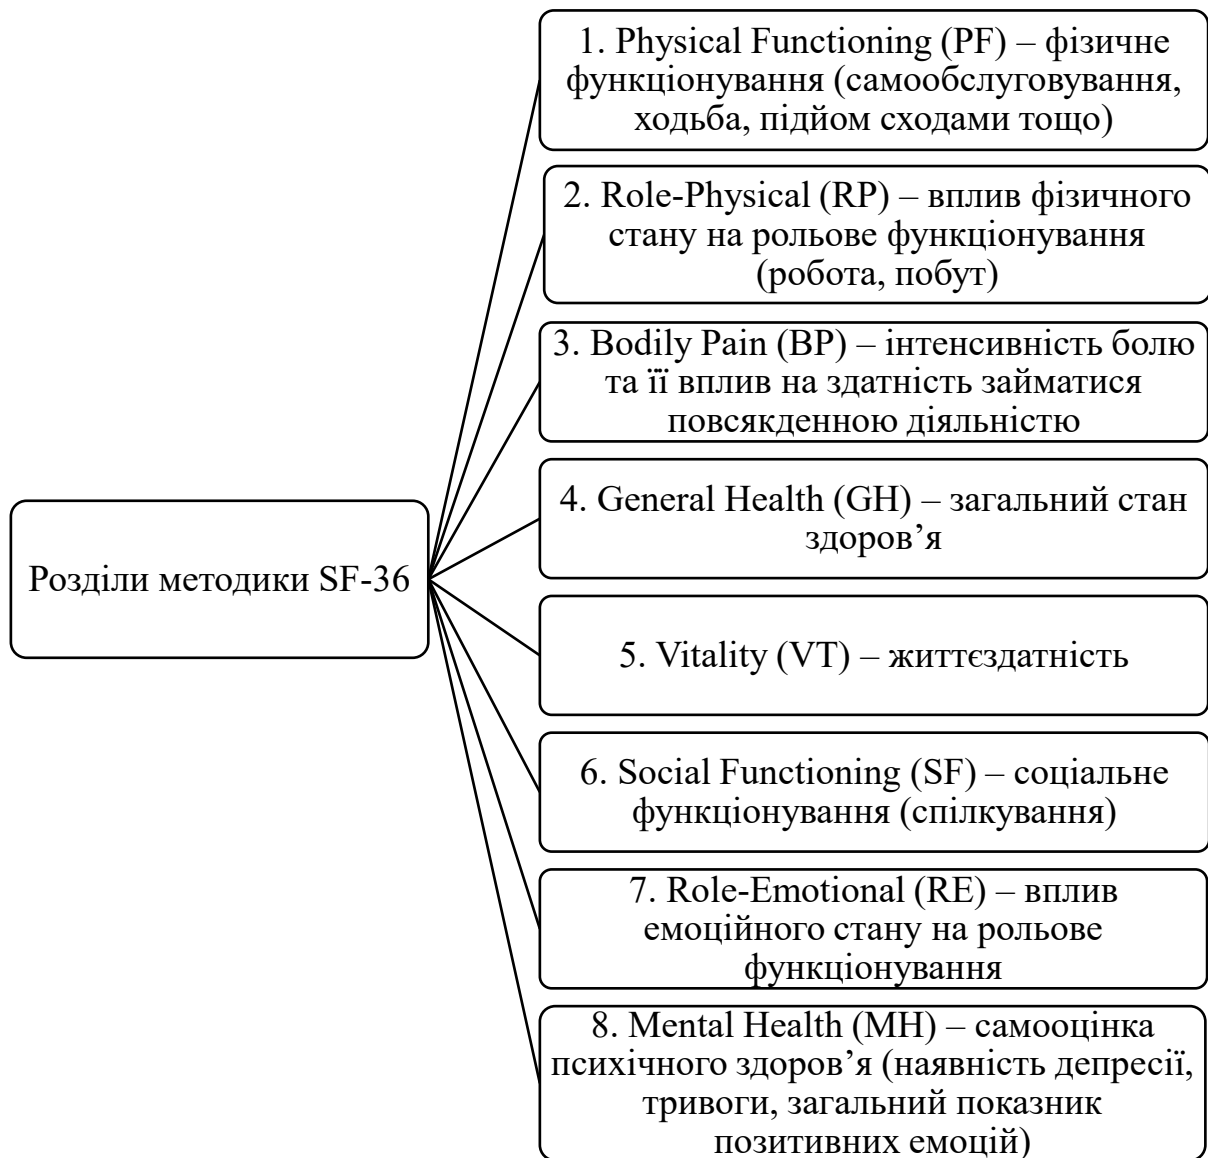 1. Physical Functioning (PF) – фізичне
функціонування (самообслуговування,
ходьба, підйом сходами тощо)
2. Role-Physical (RP) – вплив фізичного
стану на рольове функціонування
(робота, побут)
3. Bodily Pain (BP) – інтенсивність болю
та її вплив на здатність займатися
повсякденною діяльністю
4. General Health (GH) – загальний стан
здоров’я
Розділи методики SF-36
5. Vitality (VT) – життєздатність
6. Social Functioning (SF) – соціальне
функціонування (спілкування)
7. Role-Emotional (RE) – вплив
емоційного стану на рольове
функціонування
8. Mental Health (MH) – самооцінка
психічного здоров’я (наявність депресії,
тривоги, загальний показник
позитивних емоцій)